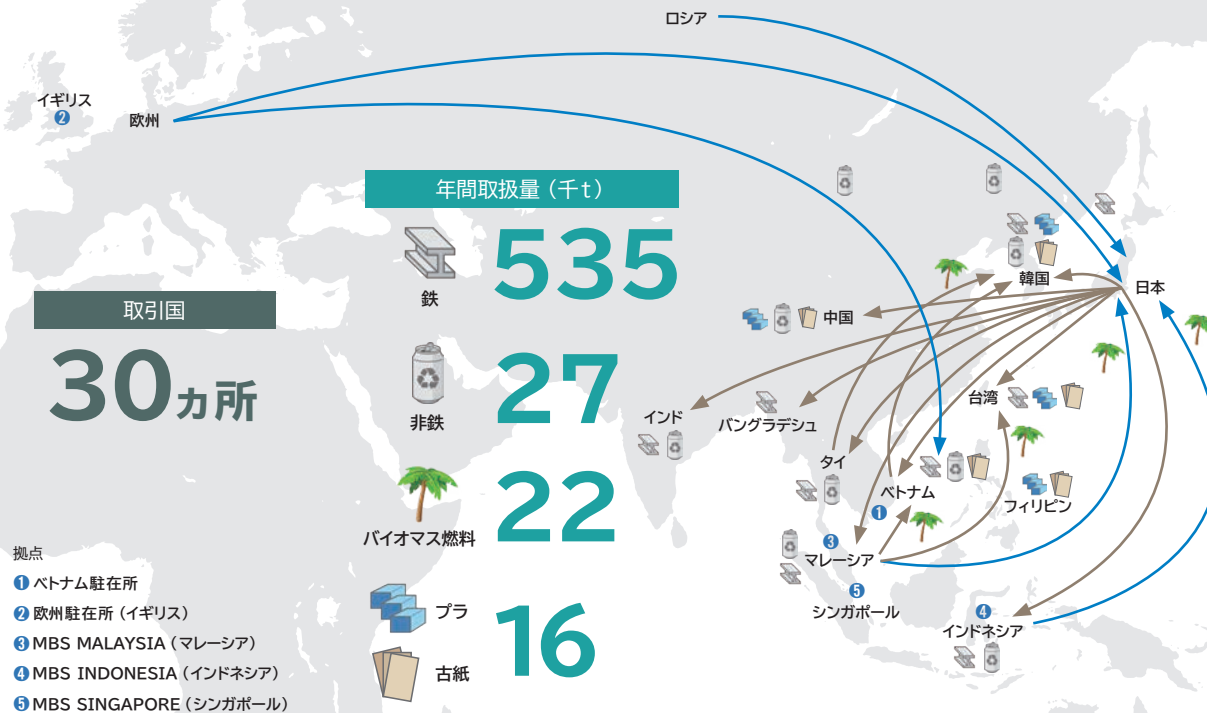 ロシア
イギリス
❷
欧州
年間取扱量（千t）
鉄
535
取引国
30ヵ所
非鉄
27
バイオマス燃料
22
プラ
古紙
16
韓国
日本
中国
台湾
インド
バングラデシュ
タイ
ベトナム
❶
フィリピン
❸
マレーシア
❺
シンガポール
❹
インドネシア
拠点
❶ベトナム駐在所
❷欧州駐在所（イギリス）
❸MBS MALAYSIA（マレーシア）
❹MBS INDONESIA（インドネシア）
❺MBS SINGAPORE（シンガポール）